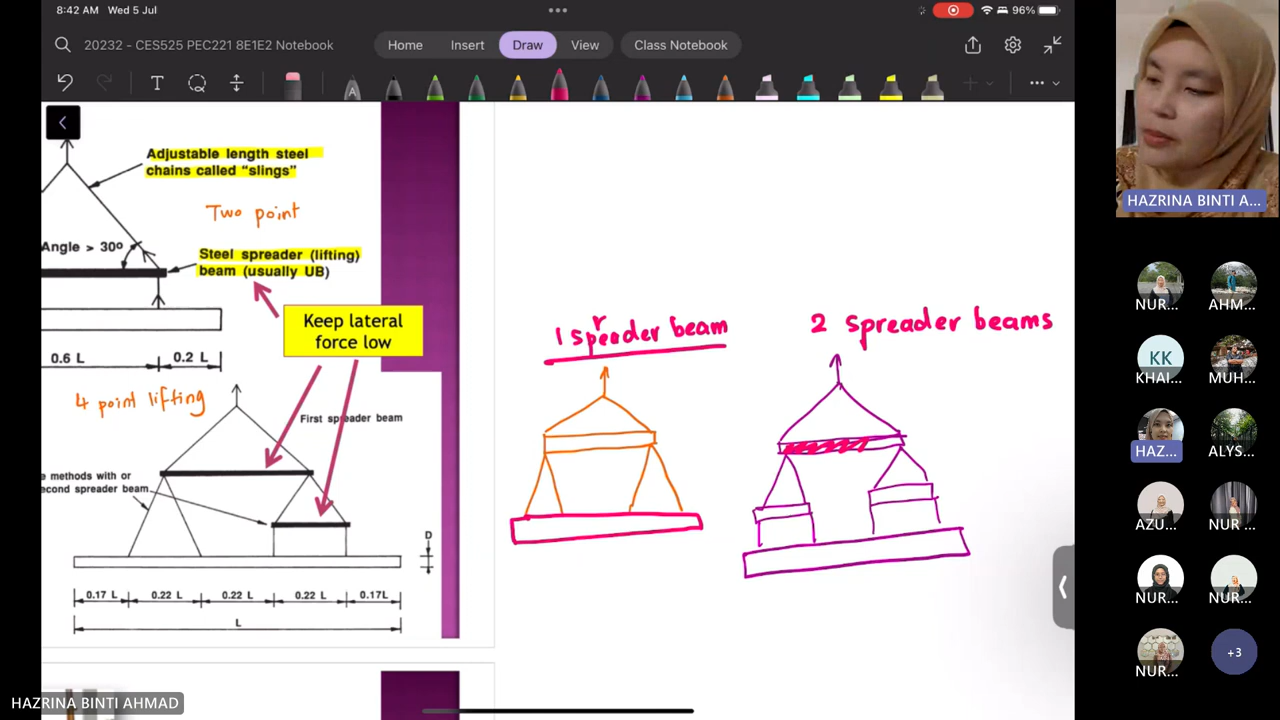 8:42 AM Wed 5 Jul
96%
20232 - CES525 PEC221 8E1E2 Notebook
Home
Insert
Draw
View
Class Notebook
T
A
Adjustable length steel
chains called “slings”
Two point
Angle > 30º
Steel spreader (lifting)
beam (usually UB)
Keep lateral
force low
0.6 L
0.2 L
4 point lifting
First spreader beam
e methods with or
econd spreader beam
D
0.17 L
0.22 L
0.22 L
0.22 L
0.17L
L
1 spreader beam
2 spreader beams
HAZRINA BINTI A...
NUR...
AHM...
KK
KHAI...
MUH...
HAZ...
ALYS...
AZU...
NUR ...
NUR...
NUR...
NUR...
+3
HAZRINA BINTI AHMAD